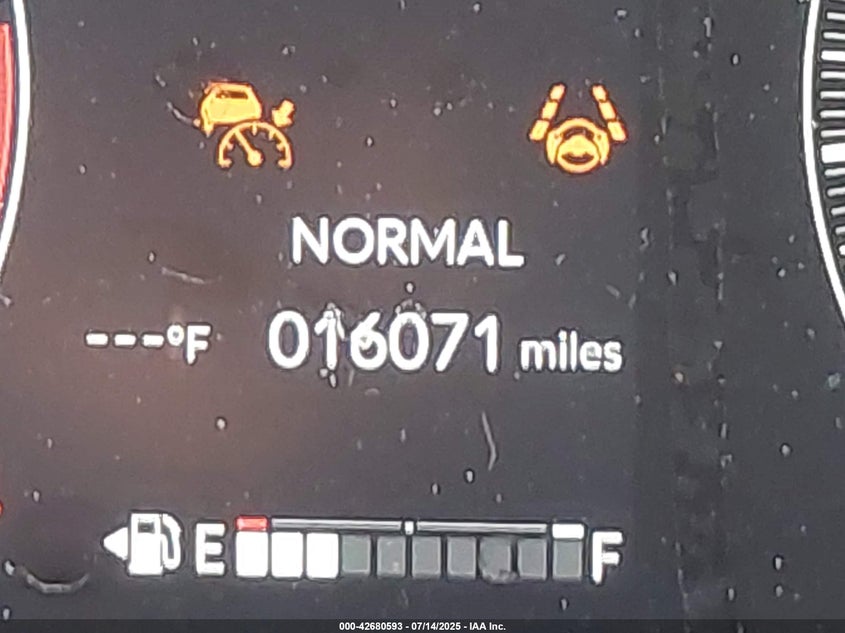 NORMAL
---°F 016071 miles
E F
000-42680593 - 07/14/2025 - IAA Inc.